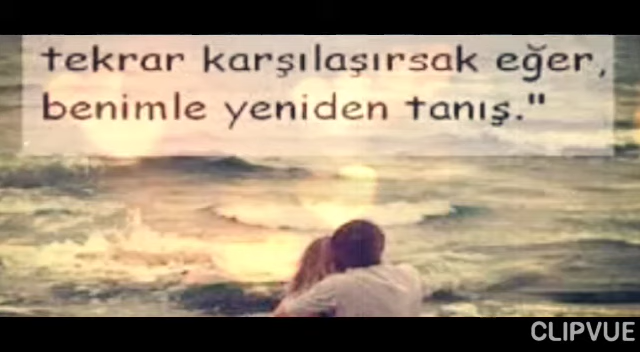 tekrar karşılaşırsak eğer,
benimle yeniden tanış."
CLIPVUE